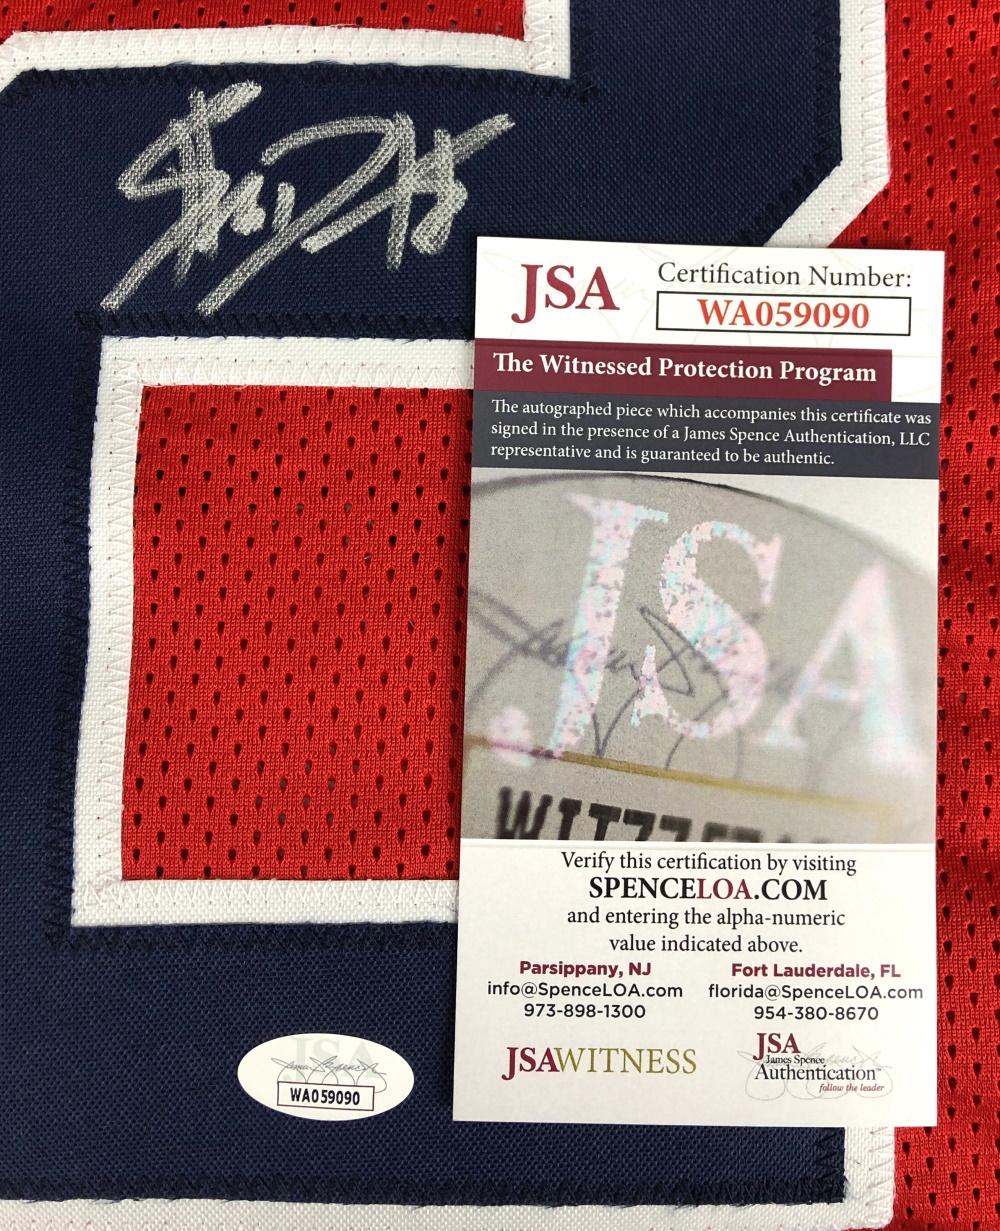 JSA
Certification Number:
WA059090
The Witnessed Protection Program
The autographed piece which accompanies this certificate was
signed in the presence of a James Spence Authentication, LLC
representative and is guaranteed to be authentic.
JSA
Verify this certification by visiting
SPENCELOA.COM
and entering the alpha-numeric
value indicated above.
Parsippany, NJ
info@SpenceLOA.com
973-898-1300
Fort Lauderdale, FL
florida@SpenceLOA.com
954-380-8670
JSAWITNESS
JSA
James Spence
Authentication™
follow the leader
JSA
WA059090